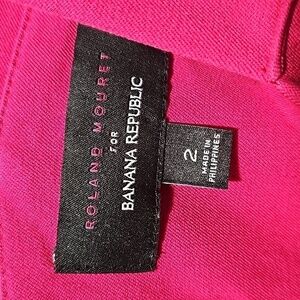 ROLAND MOURET
FOR
BANANA REPUBLIC
2
MADE IN
PHILIPPINES